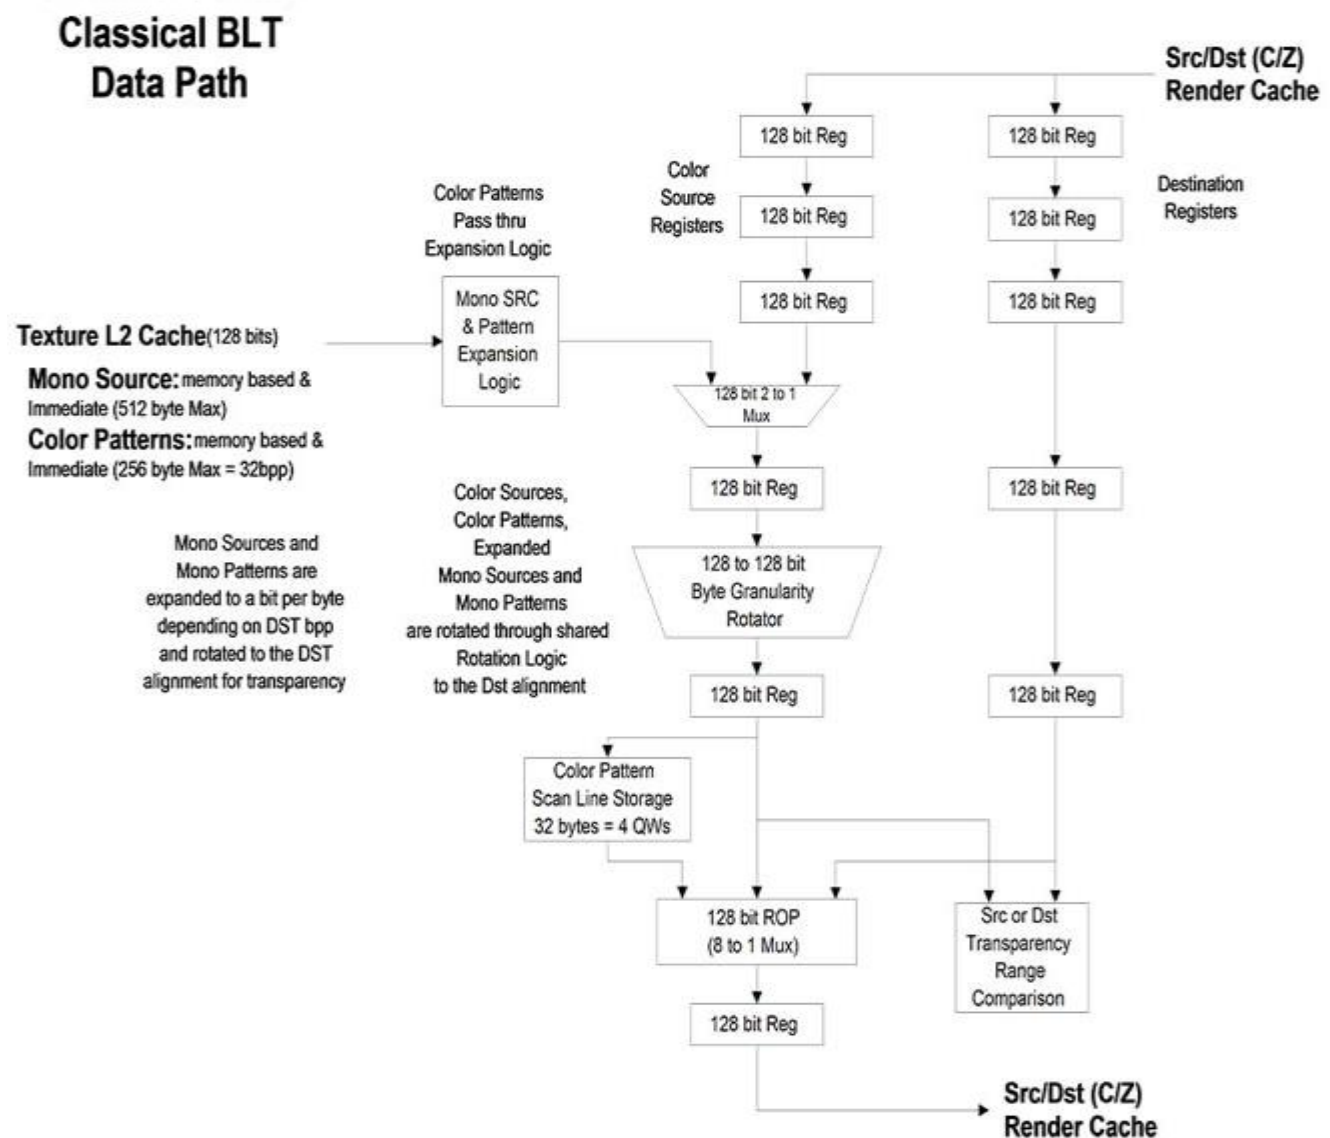 Classical BLT
Data Path
Src/Dst (C/Z)
Render Cache
128 bit Reg
128 bit Reg
Color
Source
Registers
Destination
Registers
Color Patterns
Pass thru
Expansion Logic
128 bit Reg
128 bit Reg
Mono SRC
& Pattern
Expansion
Logic
128 bit Reg
128 bit Reg
Texture L2 Cache(128 bits)
Mono Source: memory based &
Immediate (512 byte Max)
Color Patterns: memory based &
Immediate (256 byte Max = 32bpp)
128 bit 2 to 1
Mux
128 bit Reg
128 bit Reg
Mono Sources and
Mono Patterns are
expanded to a bit per byte
depending on DST bpp
and rotated to the DST
alignment for transparency
Color Sources,
Color Patterns,
Expanded
Mono Sources and
Mono Patterns
are rotated through shared
Rotation Logic
to the Dst alignment
128 to 128 bit
Byte Granularity
Rotator
128 bit Reg
128 bit Reg
Color Pattern
Scan Line Storage
32 bytes = 4 QWs
128 bit ROP
(8 to 1 Mux)
Src or Dst
Transparency
Range
Comparison
128 bit Reg
Src/Dst (C/Z)
Render Cache